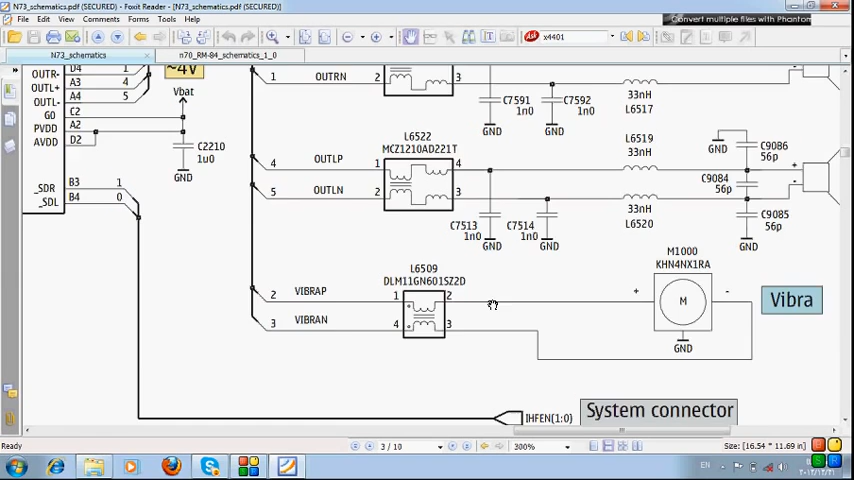 N73_schematics.pdf (SECURED) - Foxit Reader - [N73_schematics.pdf (SECURED)]
File Edit View Comments Forms Tools Help
Convert multiple files with Phantom
x4401
N73_schematics
n70_RM-84_schematics_1_0
OUTR- D4 1
OUTL+ A3 4
OUTL- A4 5
~4V
GO C2
PVDD A2
AVDD D2
Vbat
C2210
1u0
GND
_SDR B3 1
_SDL B4 0
1 OUTRN 2 3
C7591
1n0
GND
C7592
1n0
GND
33nH
L6517
L6522
MCZ1210AD221T
4 OUTLP 1 4
5 OUTLN 2 3
C7513
1n0
GND
C7514
1n0
GND
L6519
33nH
L6520
GND
C9086
56p
C9084
56p
C9085
56p
GND
+
-
L6509
DLM11GN601SZ2D
2 VIBRAP 1 2
3 VIBRAN 4 3
M1000
KHN4NX1RA
+
-
M
GND
Vibra
IHFEN(1:0)
System connector
Ready
3 / 10
300%
Size: [16.54 * 11.69 in]
EN